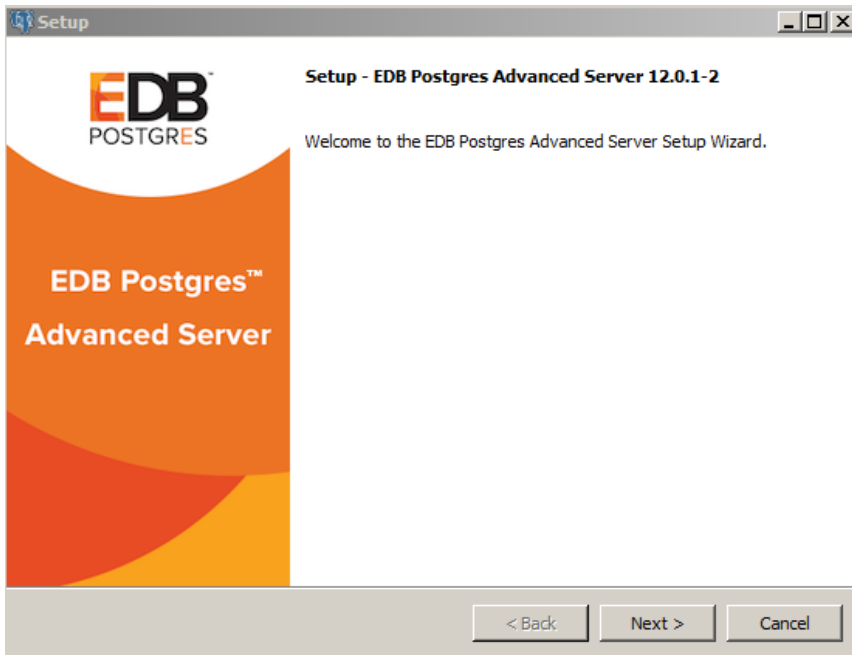 Setup
EDB
POSTGRES
Setup - EDB Postgres Advanced Server 12.0.1-2
Welcome to the EDB Postgres Advanced Server Setup Wizard.
EDB Postgres™
Advanced Server
< Back
Next >
Cancel